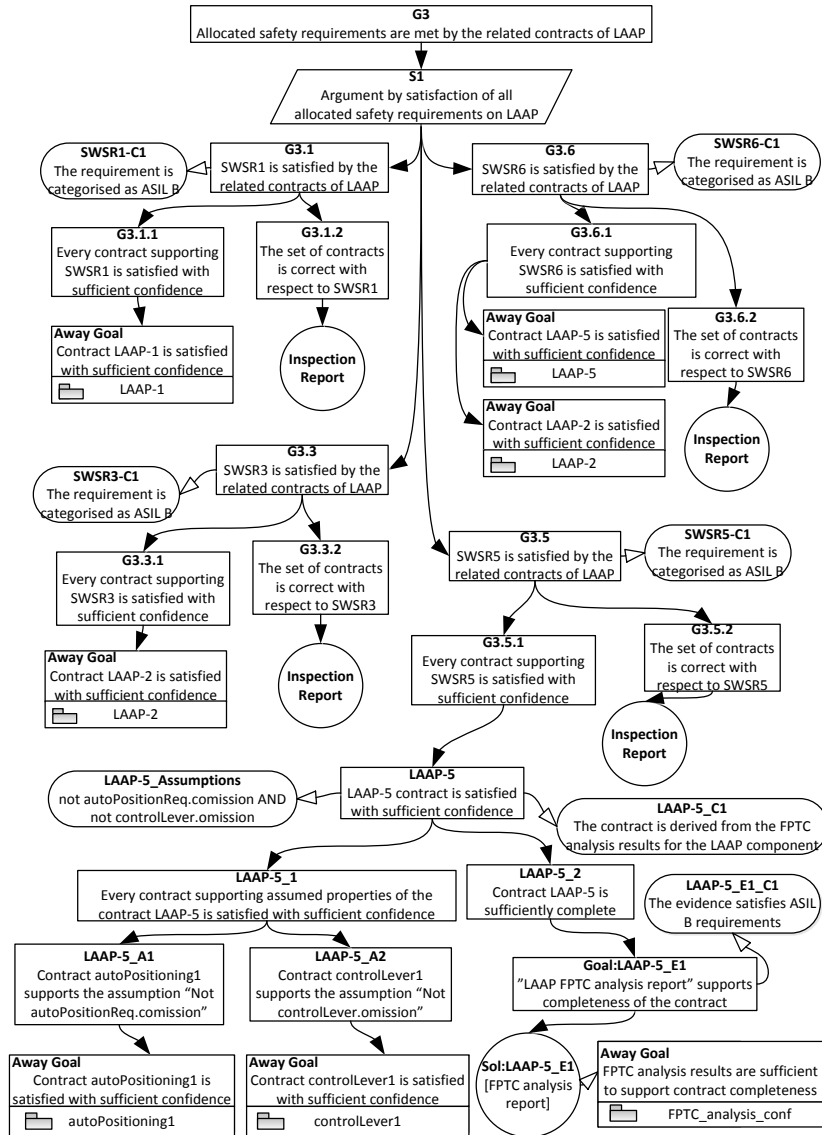 G3
Allocated safety requirements are met by the related contracts of LAAP
S1
Argument by satisfaction of all
allocated safety requirements on LAAP
SWSR1-C1
The requirement is
categorised as ASIL B
G3.1
SWSR1 is satisfied by the
related contracts of LAAP
G3.6
SWSR6 is satisfied by the
related contracts of LAAP
SWSR6-C1
The requirement is
categorised as ASIL B
G3.1.1
Every contract supporting
SWSR1 is satisfied with
sufficient confidence
G3.1.2
The set of contracts
is correct with
respect to SWSR1
G3.6.1
Every contract supporting
SWSR6 is satisfied with
sufficient confidence
G3.6.2
The set of contracts
is correct with
respect to SWSR6
Away Goal
Contract LAAP-1 is satisfied
with sufficient confidence
LAAP-1
Inspection
Report
Away Goal
Contract LAAP-5 is satisfied
with sufficient confidence
LAAP-5
Away Goal
Contract LAAP-2 is satisfied
with sufficient confidence
LAAP-2
Inspection
Report
SWSR3-C1
The requirement is
categorised as ASIL B
G3.3
SWSR3 is satisfied by the
related contracts of LAAP
G3.3.1
Every contract supporting
SWSR3 is satisfied with
sufficient confidence
G3.3.2
The set of contracts
is correct with
respect to SWSR3
Away Goal
Contract LAAP-2 is satisfied
with sufficient confidence
LAAP-2
Inspection
Report
G3.5
SWSR5 is satisfied by the
related contracts of LAAP
SWSR5-C1
The requirement is
categorised as ASIL B
G3.5.1
Every contract supporting
SWSR5 is satisfied with
sufficient confidence
G3.5.2
The set of contracts
is correct with
respect to SWSR5
Inspection
Report
LAAP-5_Assumptions
not autoPositionReq.omission AND
not controlLever.omission
LAAP-5
LAAP-5 contract is satisfied
with sufficient confidence
LAAP-5_C1
The contract is derived from the FPTC
analysis results for the LAAP component
LAAP-5_1
Every contract supporting assumed properties of the
contract LAAP-5 is satisfied with sufficient confidence
LAAP-5_2
Contract LAAP-5 is
sufficiently complete
LAAP-5_E1_C1
The evidence satisfies ASIL
B requirements
LAAP-5_A1
Contract autoPositioning1
supports the assumption “Not
autoPositionReq.omission”
LAAP-5_A2
Contract controlLever1
supports the assumption “Not
controlLever.omission”
Goal:LAAP-5_E1
”LAAP FPTC analysis report” supports
completeness of the contract
Away Goal
Contract autoPositioning1 is
satisfied with sufficient confidence
autoPositioning1
Away Goal
Contract controlLever1 is satisfied
with sufficient confidence
controlLever1
Sol:LAAP-5_E1
[FPTC analysis
report]
Away Goal
FPTC analysis results are sufficient
to support contract completeness
FPTC_analysis_conf